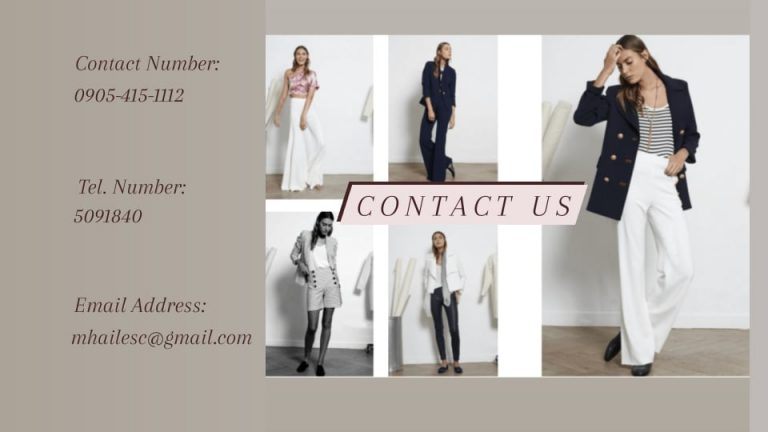 Contact Number:
0905-415-1112
Tel. Number:
5091840
Email Address:
mhailesc@gmail.com
CONTACT US